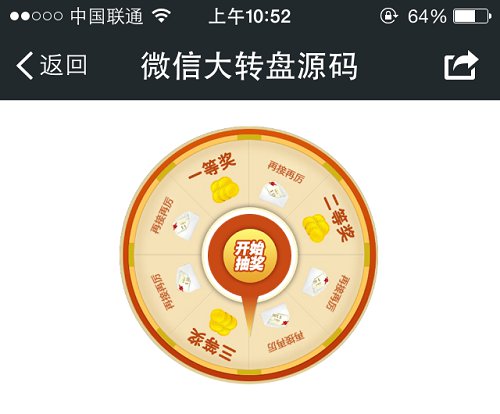 中国联通 上午10:52 64%
返回 微信大转盘源码
一等奖
再接再厉
二等奖
再接再厉
再接再厉
三等奖
再接再厉
再接再厉
开始
抽奖